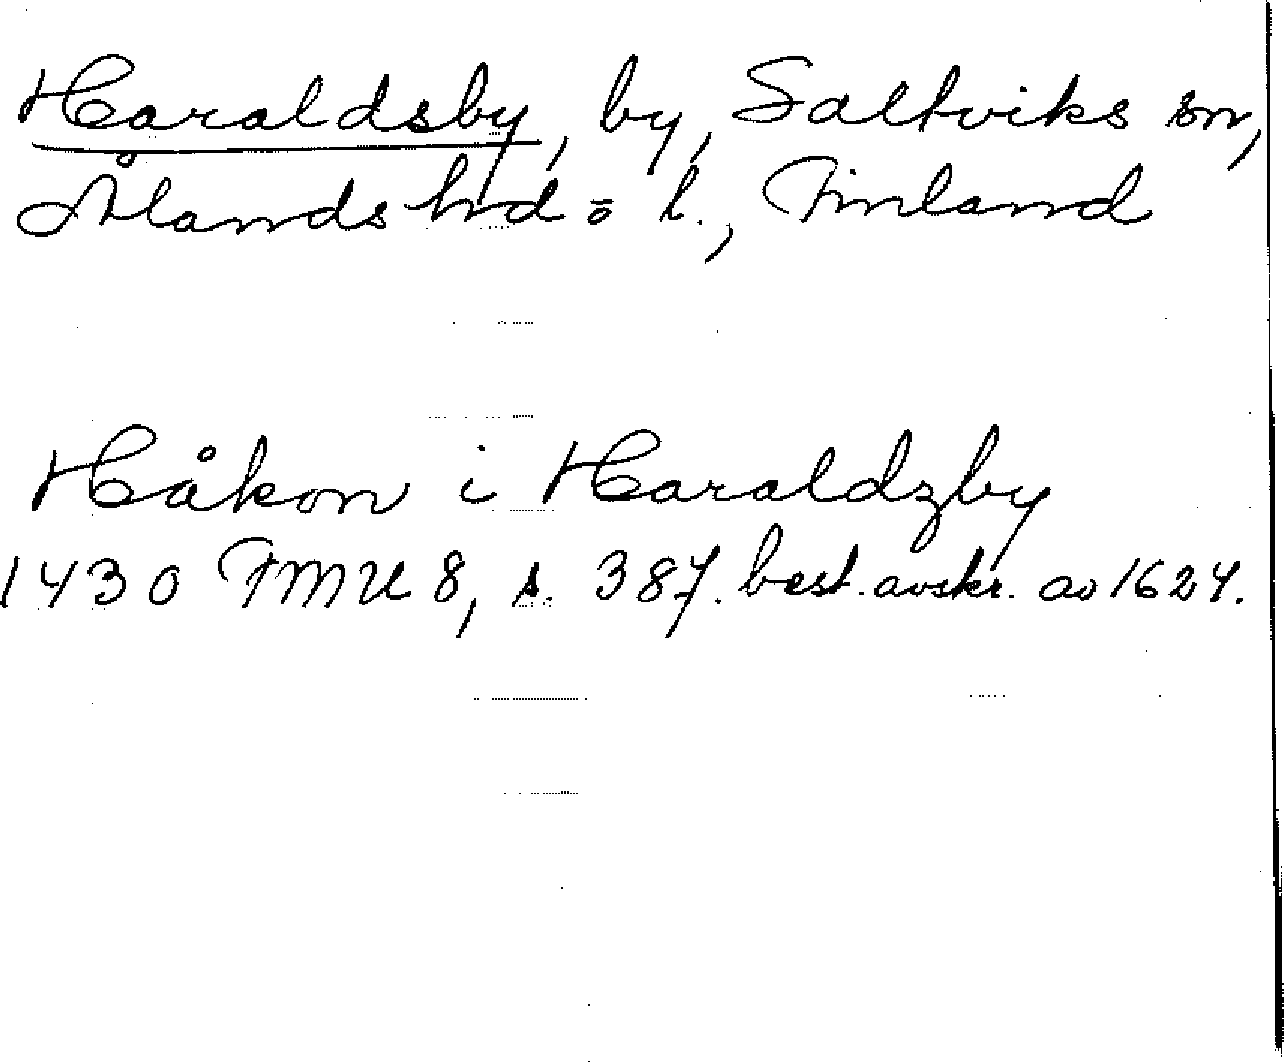 Haraldsby, by, Saltviks sn,
Ålands hd = l., Finland
Håkon i Haraldzby
1430 FMU 8, s. 387. best. avskr. av 1624.